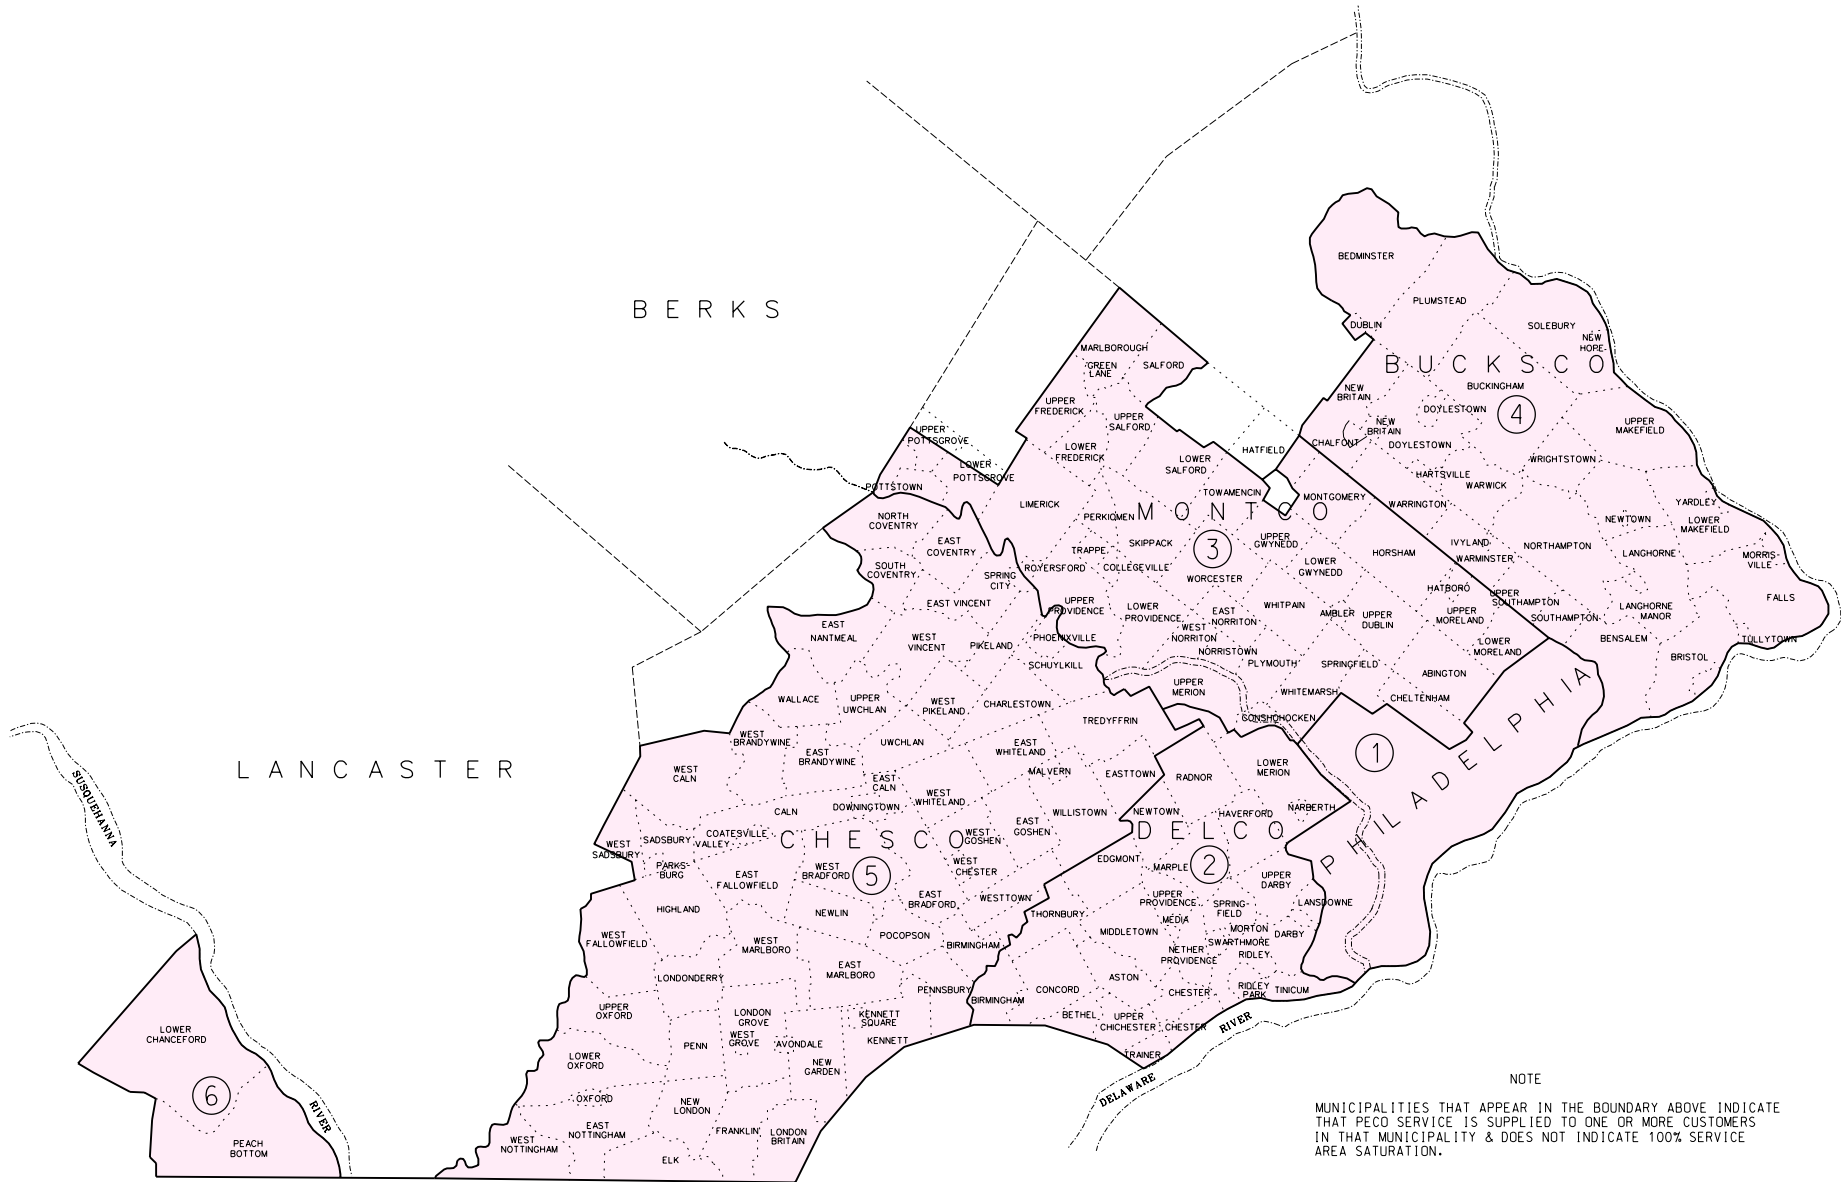 BEDMINSTER
PLUMSTEAD
BERKS
DUBLIN
SOLEBURY
NEW
HOPE
MARLBOROUGH
GREEN
LANE
SALFORD
BUCKSCO
BUCKINGHAM
4
NEW
BRITAIN
DOYLESTOWN
UPPER
FREDERICK
UPPER
SALFORD
NEW
BRITAIN
UPPER
MAKEFIELD
UPPER
POTTSGROVE
CHALFONT
DOYLESTOWN
HATFIELD
LOWER
FREDERICK
LOWER
SALFORD
WRIGHTSTOWN
LOWER
POTTSGROVE
HARTSVILLE
WARWICK
POTTSTOWN
TOWAMENCIN
MONTGOMERY
WARRINGTON
YARDLEY
LIMERICK
PERKIOMEN
MONTCO
3
NORTH
COVENTRY
NEWTOWN
LOWER
MAKEFIELD
EAST
COVENTRY
TRAPPE
SKIPPACK
UPPER
GWYNEDD
HORSHAM
IVYLAND
WARMINSTER
NORTHAMPTON
LANGHORNE
MORRIS
VILLE
SOUTH
COVENTRY
SPRING
CITY
ROYERSFORD
COLLEGEVILLE
WORCESTER
LOWER
GWYNEDD
HATBORO
UPPER
SOUTHAMPTON
FALLS
EAST VINCENT
UPPER
PROVIDENCE
LOWER
PROVIDENCE
EAST
NORRITON
WHITPAIN
AMBLER
UPPER
DUBLIN
UPPER
MORELAND
SOUTHAMPTON
LANGHORNE
MANOR
EAST
NANTMEAL
WEST
VINCENT
PIKELAND
PHOENIXVILLE
WEST
NORRITON
NORRISTOWN
LOWER
MORELAND
BENSALEM
TULLYTOWN
SCHUYLKILL
PLYMOUTH
SPRINGFIELD
ABINGTON
BRISTOL
WALLACE
UPPER
UWCHLAN
WEST
PIKELAND
CHARLESTOWN
UPPER
MERION
WHITEMARSH
CHELTENHAM
TREDYFFRIN
CONSHOHOCKEN
PHILADELPHIA
1
WEST
BRANDYWINE
EAST
BRANDYWINE
UWCHLAN
EAST
WHITELAND
MALVERN
EASTTOWN
RADNOR
LOWER
MERION
LANCASTER
WEST
CALN
EAST
CALN
WEST
WHITELAND
CALN
DOWNINGTOWN
WILLISTOWN
NEWTOWN
HAVERFORD
NARBERTH
SUSQUEHANNA
SADSBURY
COATESVILLE
VALLEY
CHESCO
5
WEST
GOSHEN
EAST
GOSHEN
DELCO
2
WEST
SADSBURY
PARKS-
BURG
EAST
FALLOWFIELD
WEST
BRADFORD
WEST
CHESTER
EDGMONT
MARPLE
UPPER
DARBY
HIGHLAND
NEWLIN
EAST
BRADFORD
WESTTOWN
THORNBURY
UPPER
PROVIDENCE
MEDIA
SPRING-
FIELD
LANSDOWNE
WEST
FALLOWFIELD
WEST
MARLBORO
POCOPSON
BIRMINGHAM
MIDDLETOWN
MORTON
SWARTHMORE
DARBY
NETHER
PROVIDENCE
RIDLEY
LONDONDERRY
EAST
MARLBORO
PENNSBURY
BIRMINGHAM
CONCORD
ASTON
CHESTER
RIDLEY
PARK
TINICUM
UPPER
OXFORD
LONDON
GROVE
KENNETT
SQUARE
BETHEL
UPPER
CHICHESTER
CHESTER
RIVER
LOWER
CHANCEFORD
PENN
WEST
GROVE
AVONDALE
KENNETT
TRAINER
LOWER
OXFORD
NEW
GARDEN
DELAWARE
6
OXFORD
NEW
LONDON
RIVER
PEACH
BOTTOM
WEST
NOTTINGHAM
EAST
NOTTINGHAM
FRANKLIN
LONDON
BRITAIN
ELK
NOTE
MUNICIPALITIES THAT APPEAR IN THE BOUNDARY ABOVE INDICATE
THAT PECO SERVICE IS SUPPLIED TO ONE OR MORE CUSTOMERS
IN THAT MUNICIPALITY & DOES NOT INDICATE 100% SERVICE
AREA SATURATION.